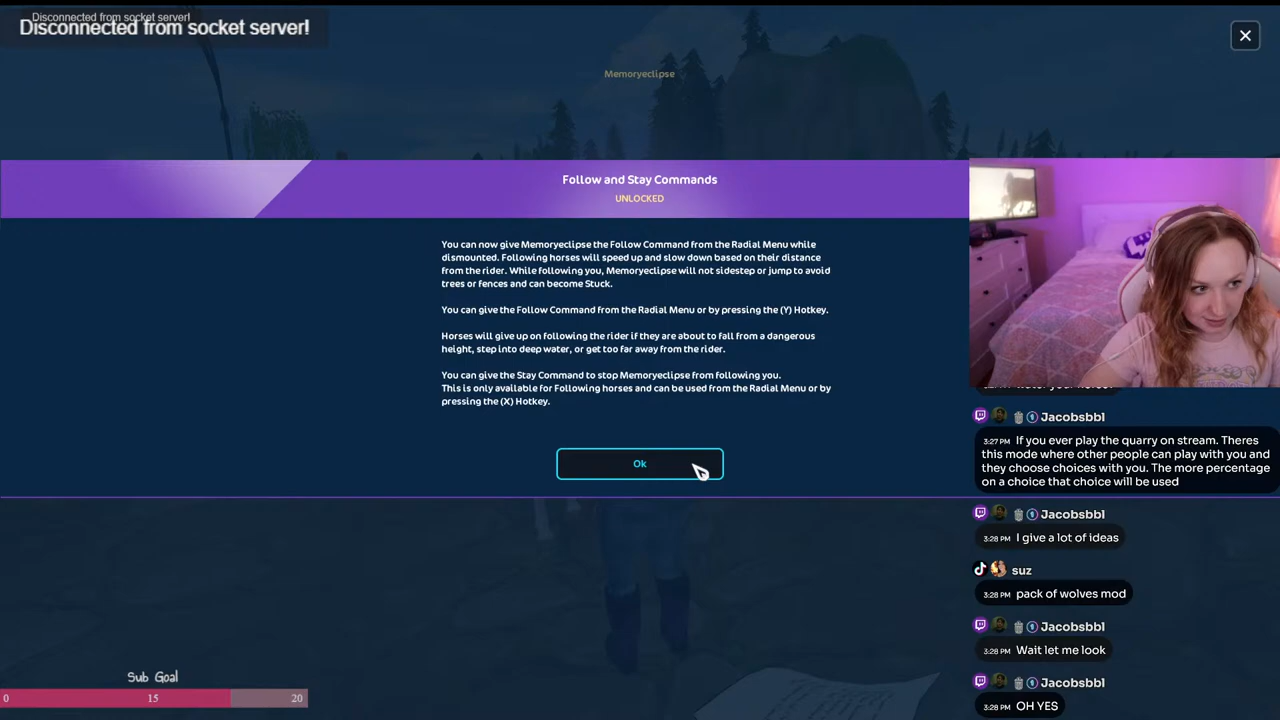 Disconnected from socket server!
Disconnected from socket server!
Memoryeclipse
Follow and Stay Commands
UNLOCKED
You can now give Memoryeclipse the Follow Command from the Radial Menu while
dismounted. Following horses will speed up and slow down based on their distance
from the rider. While following you, Memoryeclipse will not sidestep or jump to avoid
trees or fences and can become Stuck.
You can give the Follow Command from the Radial Menu or by pressing the (Y) Hotkey.
Horses will give up on following the rider if they are about to fall from a dangerous
height, step into deep water, or get too far away from the rider.
You can give the Stay Command to stop Memoryeclipse from following you.
This is only available for Following horses and can be used from the Radial Menu or by
pressing the (X) Hotkey.
Ok
Jacobsbbl
3:27 PM If you ever play the quarry on stream. Theres
this mode where other people can play with you and
they choose choices with you. The more percentage
on a choice that choice will be used
Jacobsbbl
3:28 PM I give a lot of ideas
suz
3:28 PM pack of wolves mod
Jacobsbbl
3:28 PM Wait let me look
Jacobsbbl
3:28 PM OH YES
Sub Goal
0 15 20